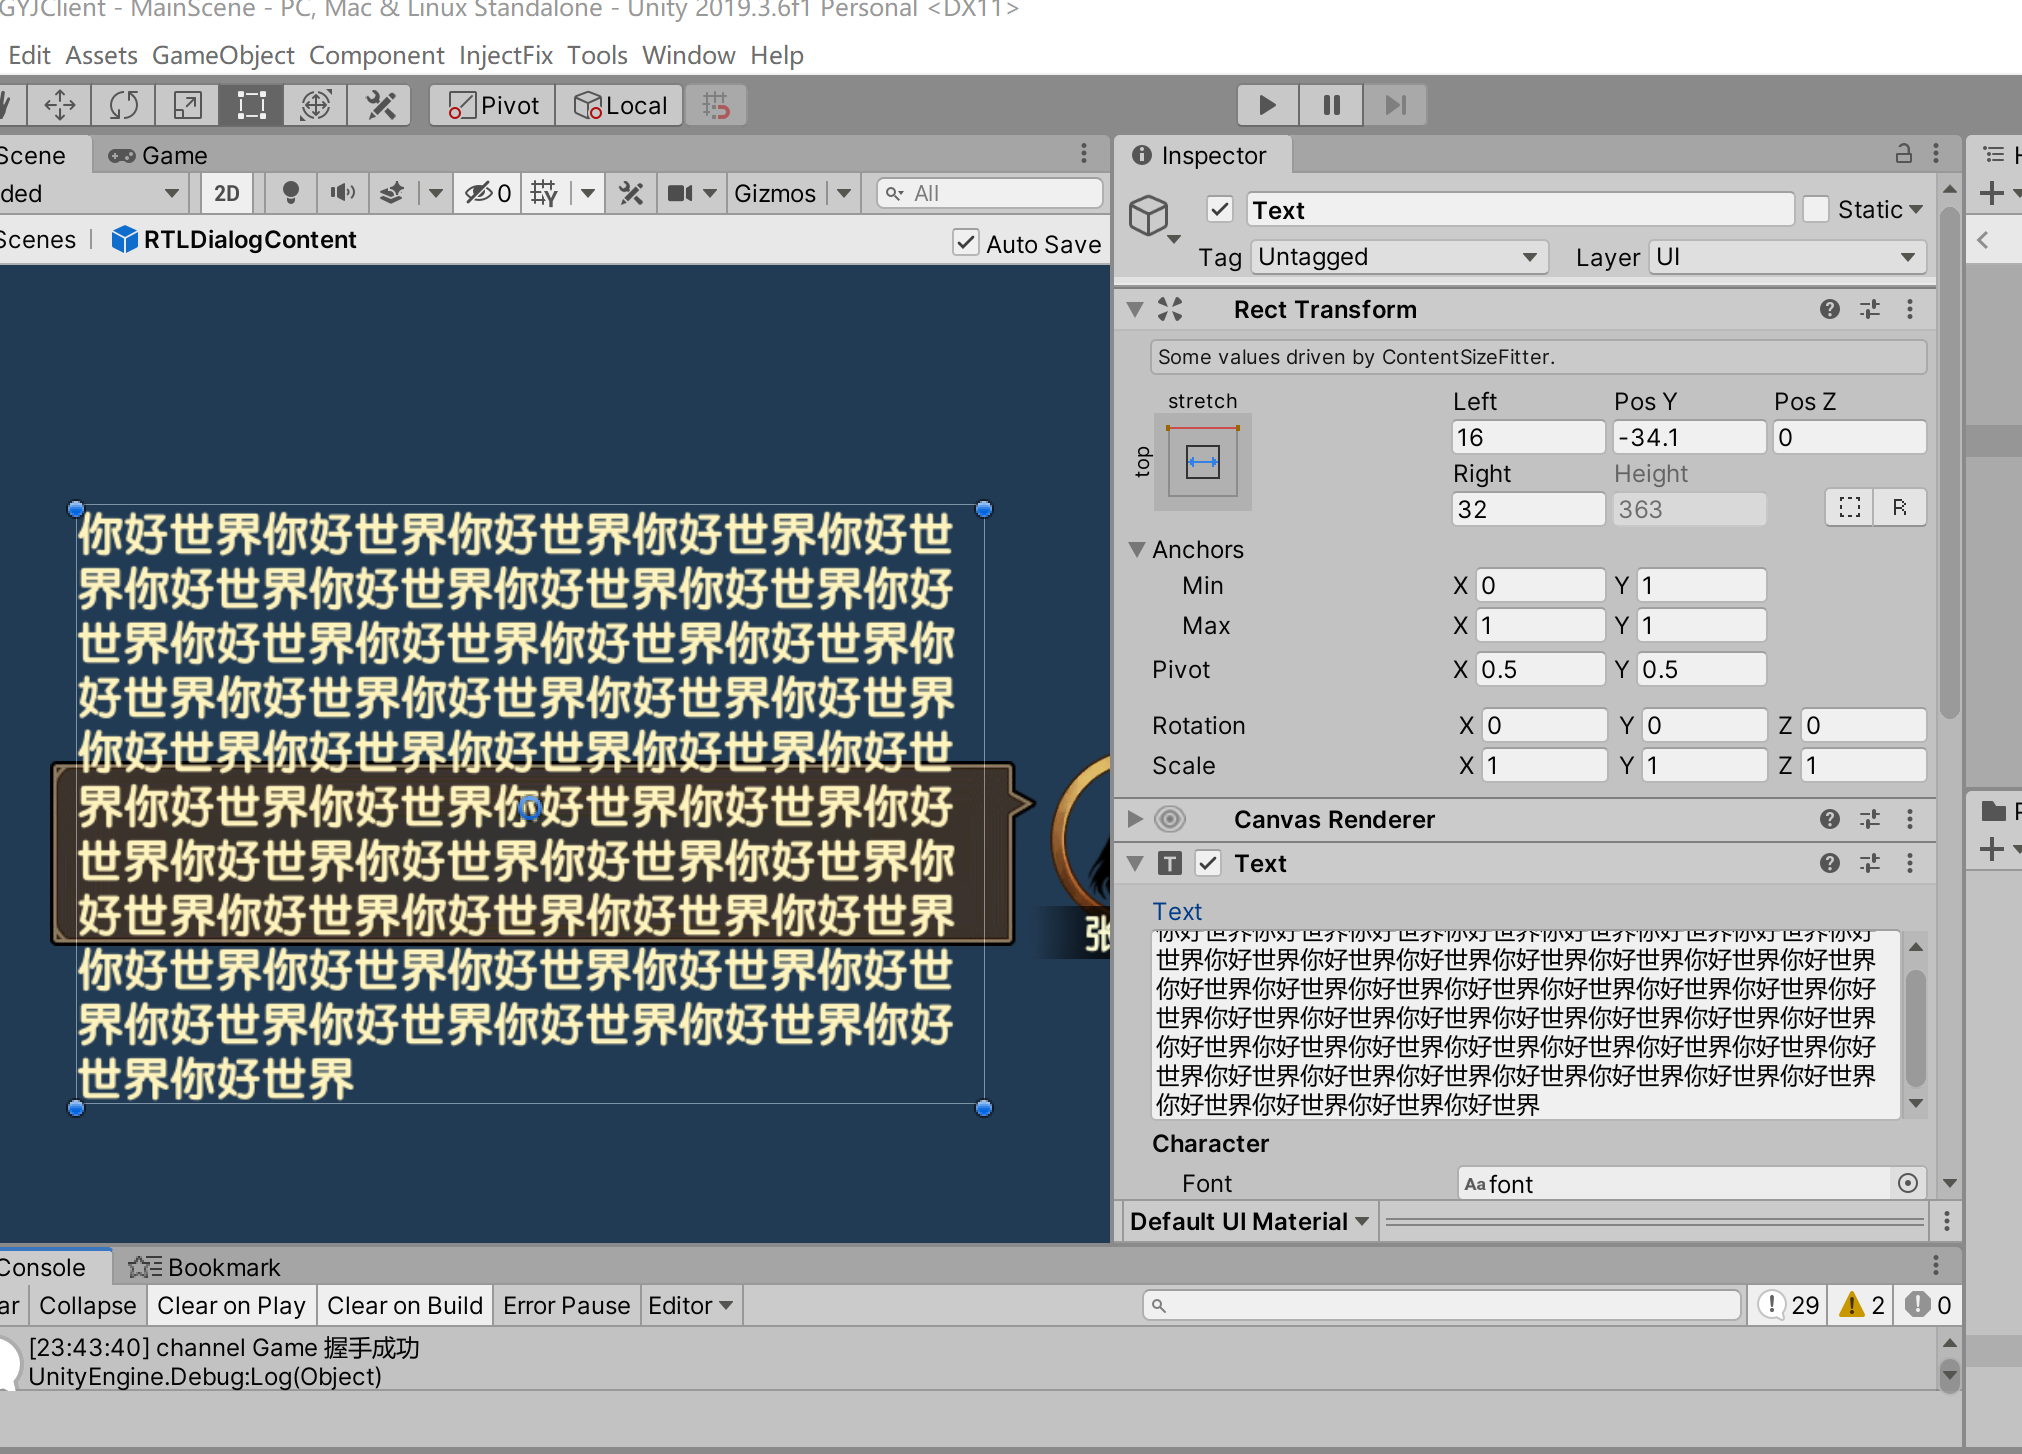 GYJClient - MainScene - PC, Mac & Linux Standalone - Unity 2019.3.6f1 Personal <DX11>
Edit Assets GameObject Component InjectFix Tools Window Help
Pivot Local
Scene Game
ded 2D 0 Gizmos All
Scenes RTLDialogContent Auto Save
你好世界你好世界你好世界你好世界你好世
界你好世界你好世界你好世界你好世界你好
世界你好世界你好世界你好世界你好世界你
好世界你好世界你好世界你好世界你好世界
你好世界你好世界你好世界你好世界你好世
界你好世界你好世界你好世界你好世界你好
世界你好世界你好世界你好世界你好世界你
好世界你好世界你好世界你好世界你好世界
你好世界你好世界你好世界你好世界你好世
界你好世界你好世界你好世界你好世界你好
世界你好世界
张
Inspector
Text Static
Tag Untagged Layer UI
Rect Transform
Some values driven by ContentSizeFitter.
stretch
top
Left Pos Y Pos Z
16 -34.1 0
Right Height
32 363 R
Anchors
Min X 0 Y 1
Max X 1 Y 1
Pivot X 0.5 Y 0.5
Rotation X 0 Y 0 Z 0
Scale X 1 Y 1 Z 1
Canvas Renderer
Text
Text
你好世界你好世界你好世界你好世界你好世界你好世界你好世界你好
世界你好世界你好世界你好世界你好世界你好世界你好世界你好世界
你好世界你好世界你好世界你好世界你好世界你好世界你好世界你好
世界你好世界你好世界你好世界你好世界你好世界你好世界你好世界
你好世界你好世界你好世界你好世界你好世界你好世界你好世界你好
世界你好世界你好世界你好世界你好世界你好世界你好世界你好世界
你好世界你好世界你好世界你好世界
Character
Font Aa font
Default UI Material
Console Bookmark
ar Collapse Clear on Play Clear on Build Error Pause Editor 29 2 0
[23:43:40] channel Game 握手成功
UnityEngine.Debug:Log(Object)